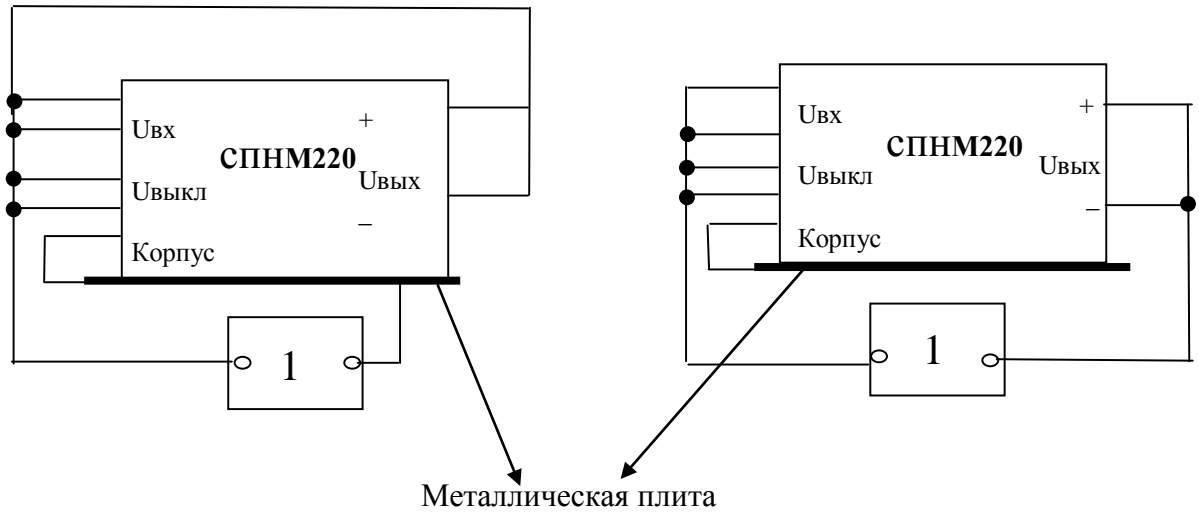 Uвх
+
СПНМ220
Uвыкл
Uвых
–
Корпус
1
Uвх
+
СПНМ220
Uвыкл
Uвых
–
Корпус
1
Металлическая плита